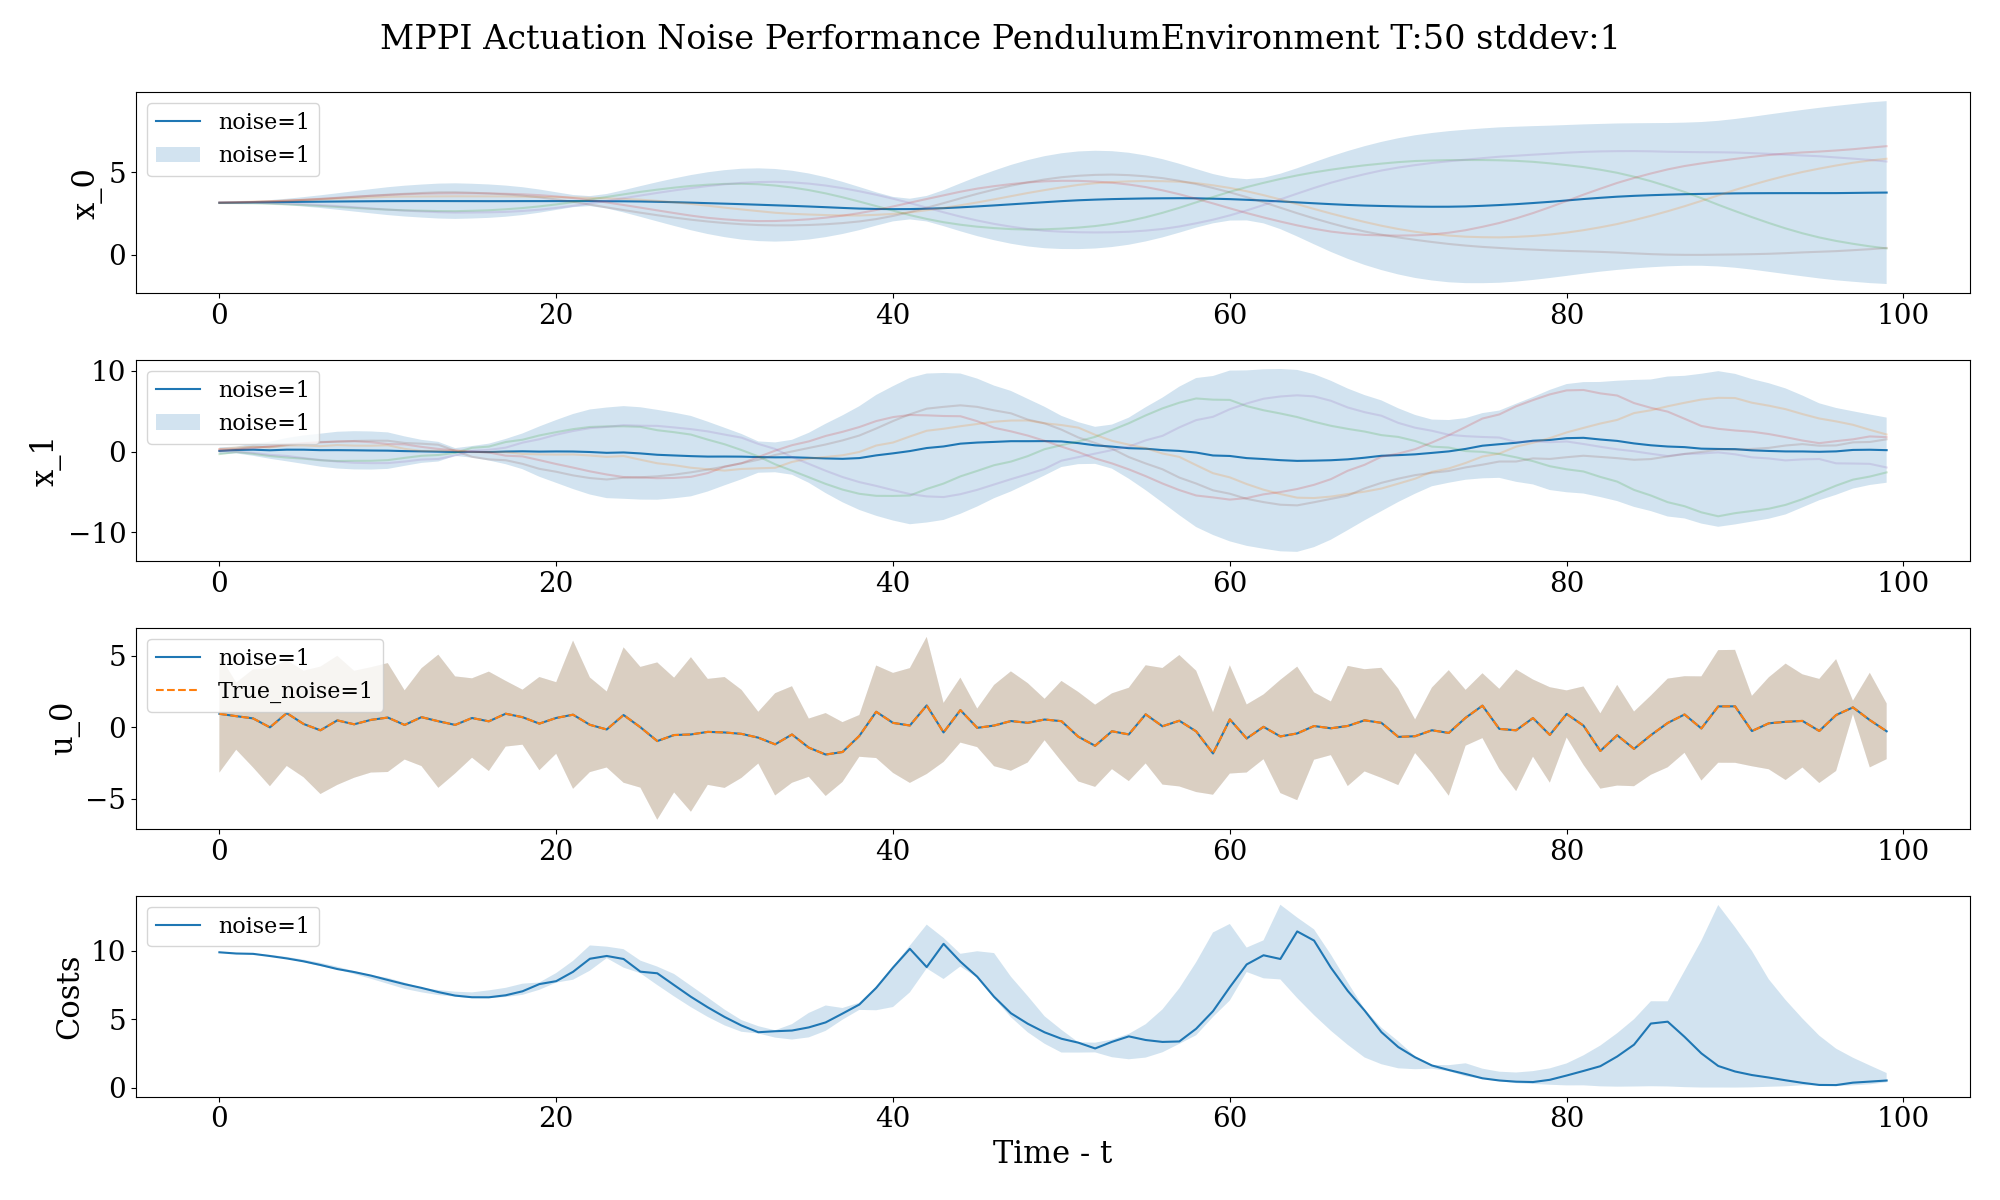 MPPI Actuation Noise Performance PendulumEnvironment T:50 stddev:1
noise=1
noise=1
x_0
5
0
0 20 40 60 80 100
noise=1
noise=1
x_1
10
0
−10
0 20 40 60 80 100
noise=1
True_noise=1
u_0
5
0
−5
0 20 40 60 80 100
noise=1
Costs
10
5
0
0 20 40 60 80 100
Time - t